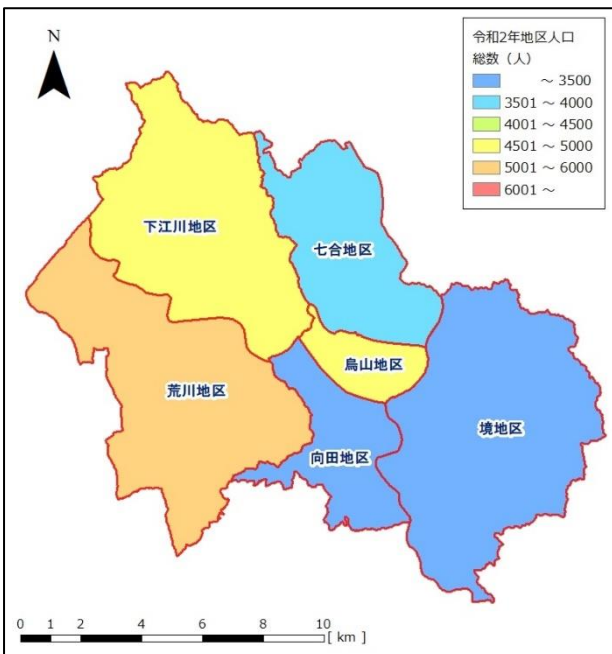 N
令和2年地区人口
総数（人）
～ 3500
3501 ～ 4000
4001 ～ 4500
4501 ～ 5000
5001 ～ 6000
6001 ～
下江川地区
七合地区
烏山地区
荒川地区
向田地区
境地区
0 1 2 4 6 8 10
[ km ]